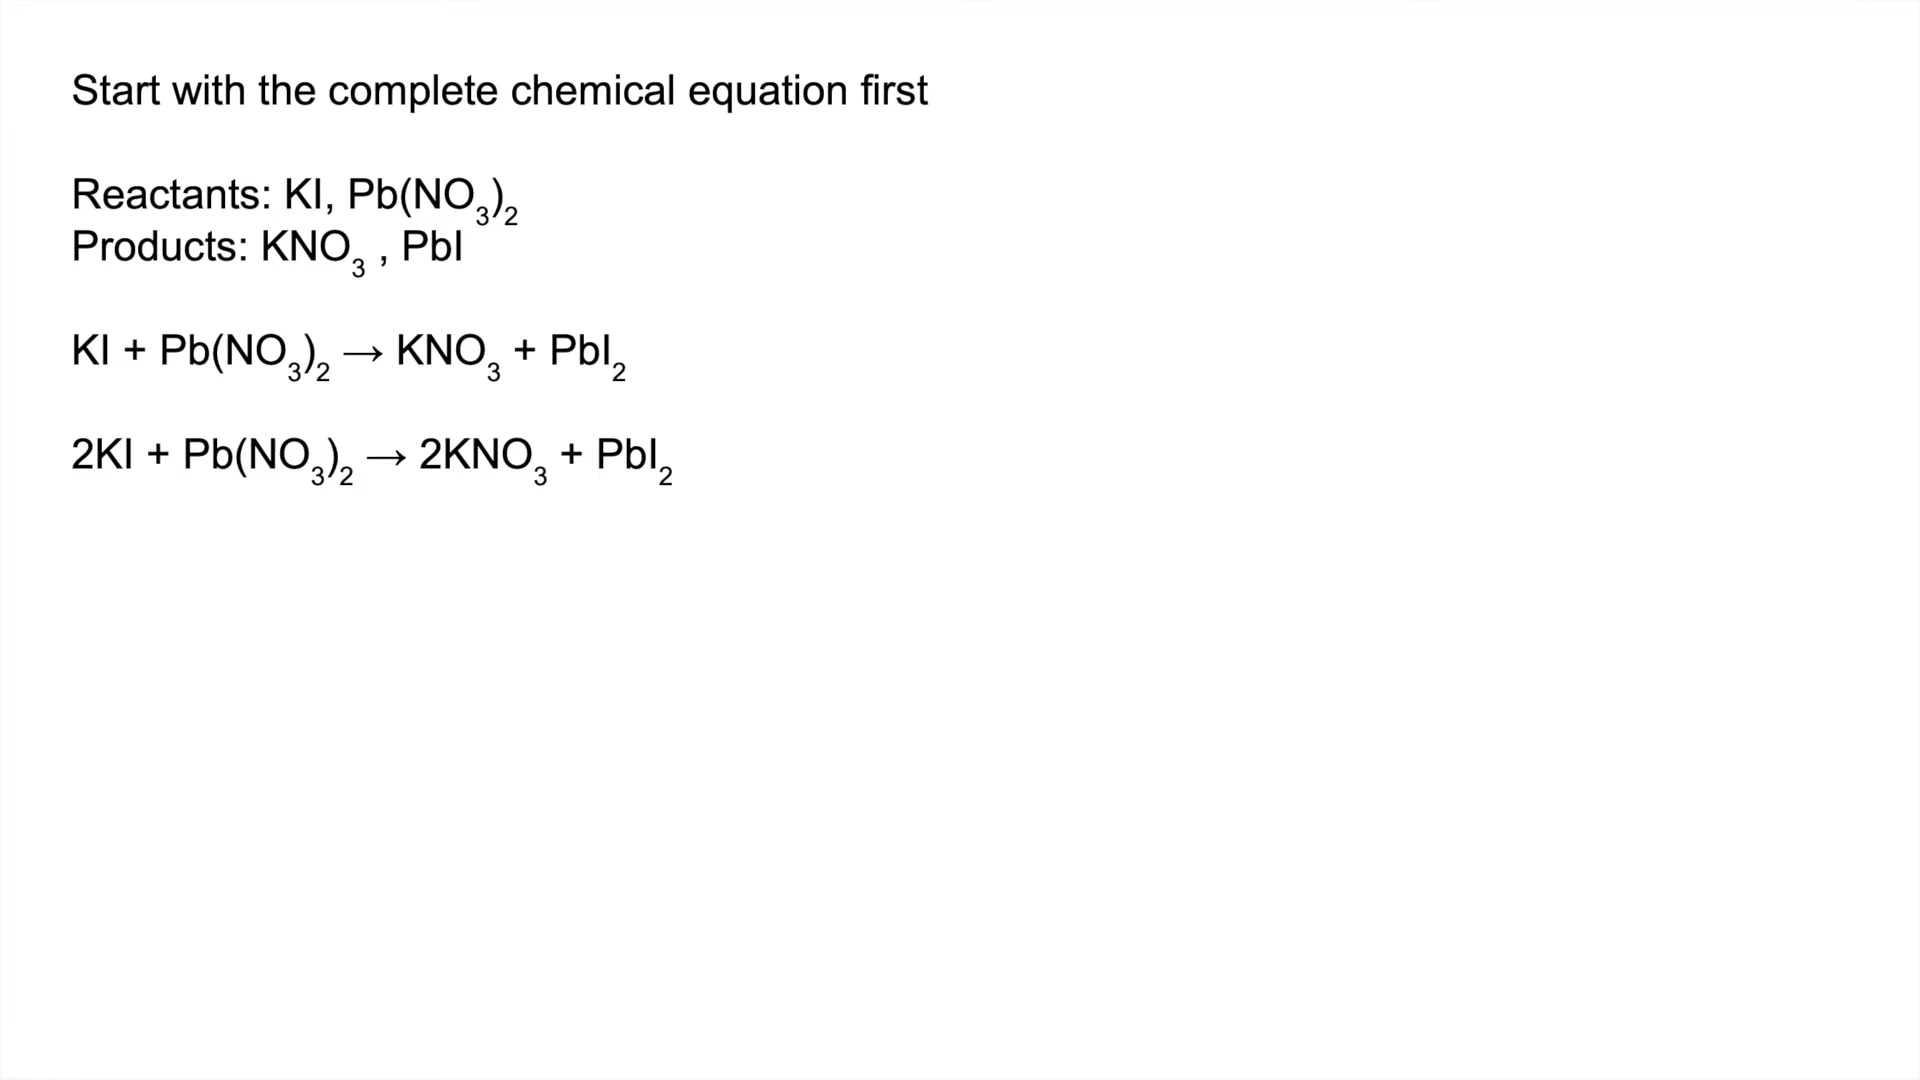 Start with the complete chemical equation first
Reactants: KI, Pb(NO₃)₂
Products: KNO₃ , PbI
KI + Pb(NO₃)₂ → KNO₃ + PbI₂
2KI + Pb(NO₃)₂ → 2KNO₃ + PbI₂